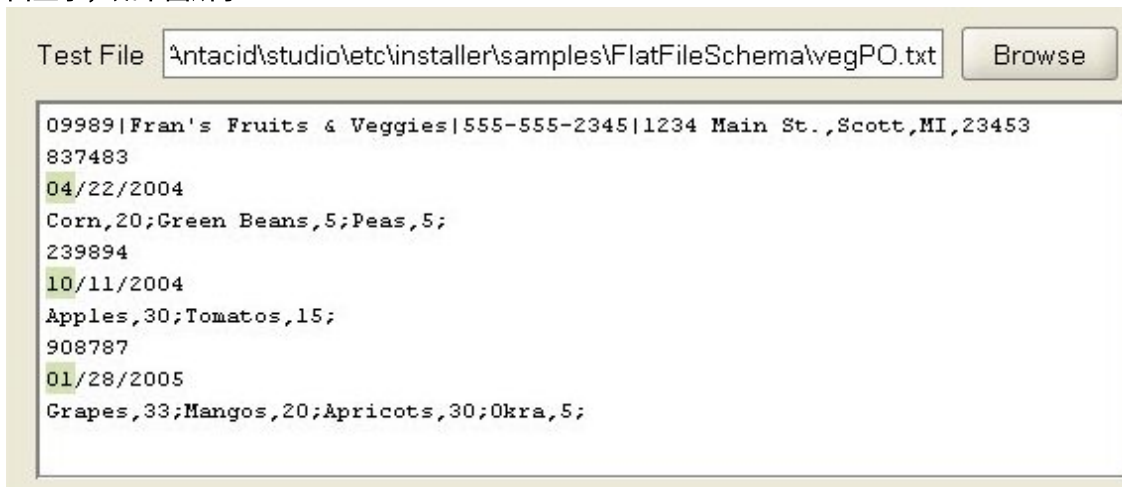 Test File Antacid\studio\etc\installer\samples\FlatFileSchema\vegPO.txt Browse
09989|Fran's Fruits & Veggies|555-555-2345|1234 Main St.,Scott,MI,23453
837483
04/22/2004
Corn,20;Green Beans,5;Peas,5;
239894
10/11/2004
Apples,30;Tomatos,15;
908787
01/28/2005
Grapes,33;Mangos,20;Apricots,30;Okra,5;